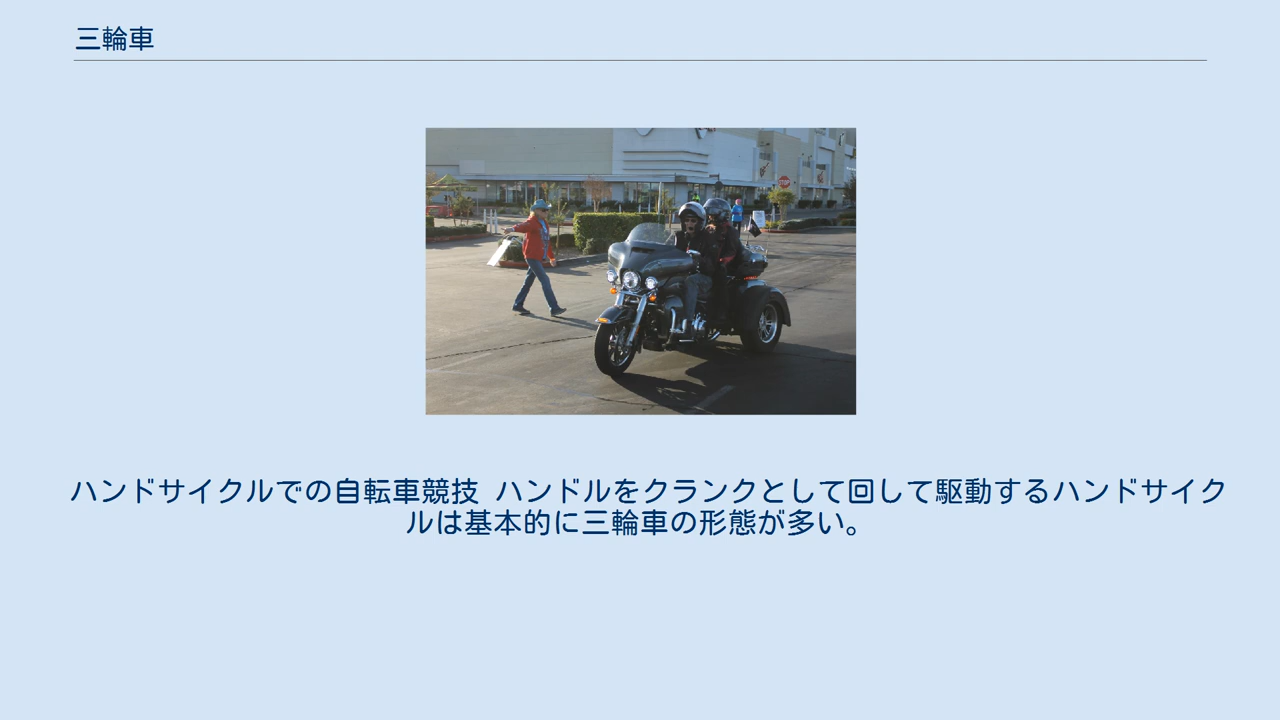 三輪車
STOP
ハンドサイクルでの自転車競技 ハンドルをクランクとして回して駆動するハンドサイク
ルは基本的に三輪車の形態が多い。